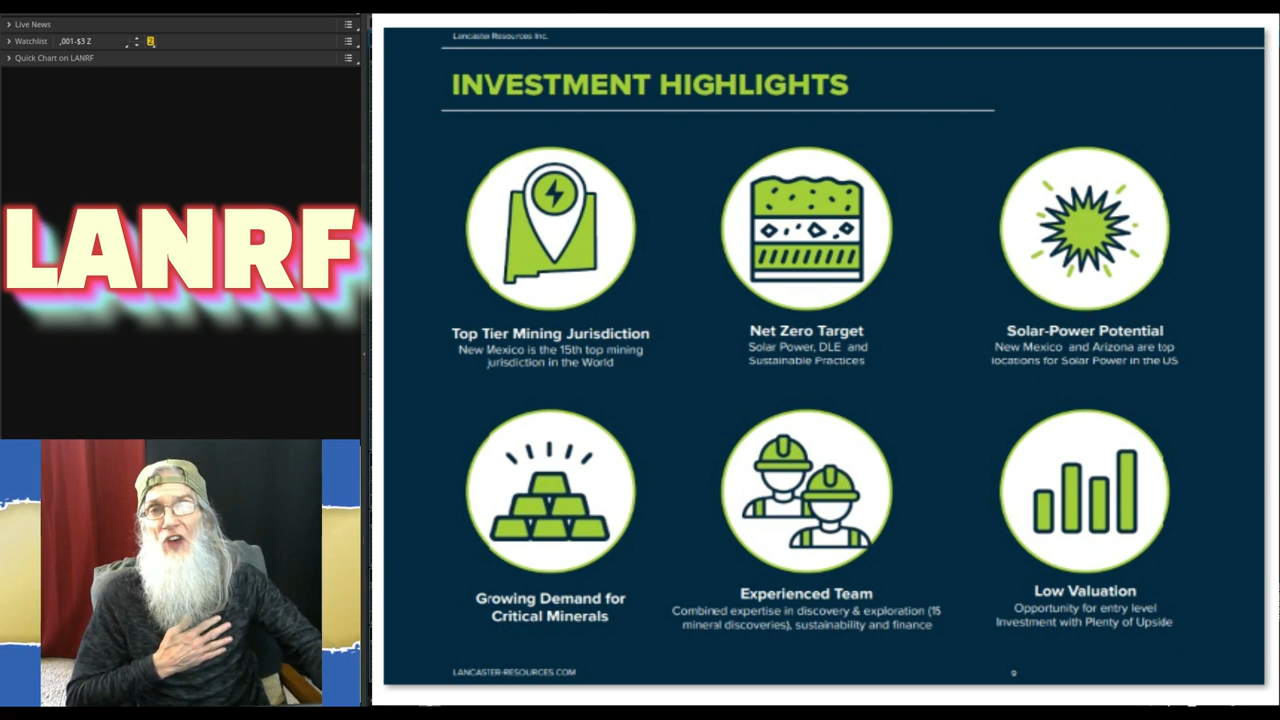 Live News
Watchlist ,001-$3 Z 2
Quick Chart on LANRF
LANRF
Lancaster Resources Inc.
INVESTMENT HIGHLIGHTS
Top Tier Mining Jurisdiction
New Mexico is the 15th top mining
jurisdiction in the World
Net Zero Target
Solar Power, DLE and
Sustainable Practices
Solar-Power Potential
New Mexico and Arizona are top
locations for Solar Power in the US
Growing Demand for
Critical Minerals
Experienced Team
Combined expertise in discovery & exploration (15
mineral discoveries), sustainability and finance
Low Valuation
Opportunity for entry level
Investment with Plenty of Upside
LANCASTER-RESOURCES.COM
9